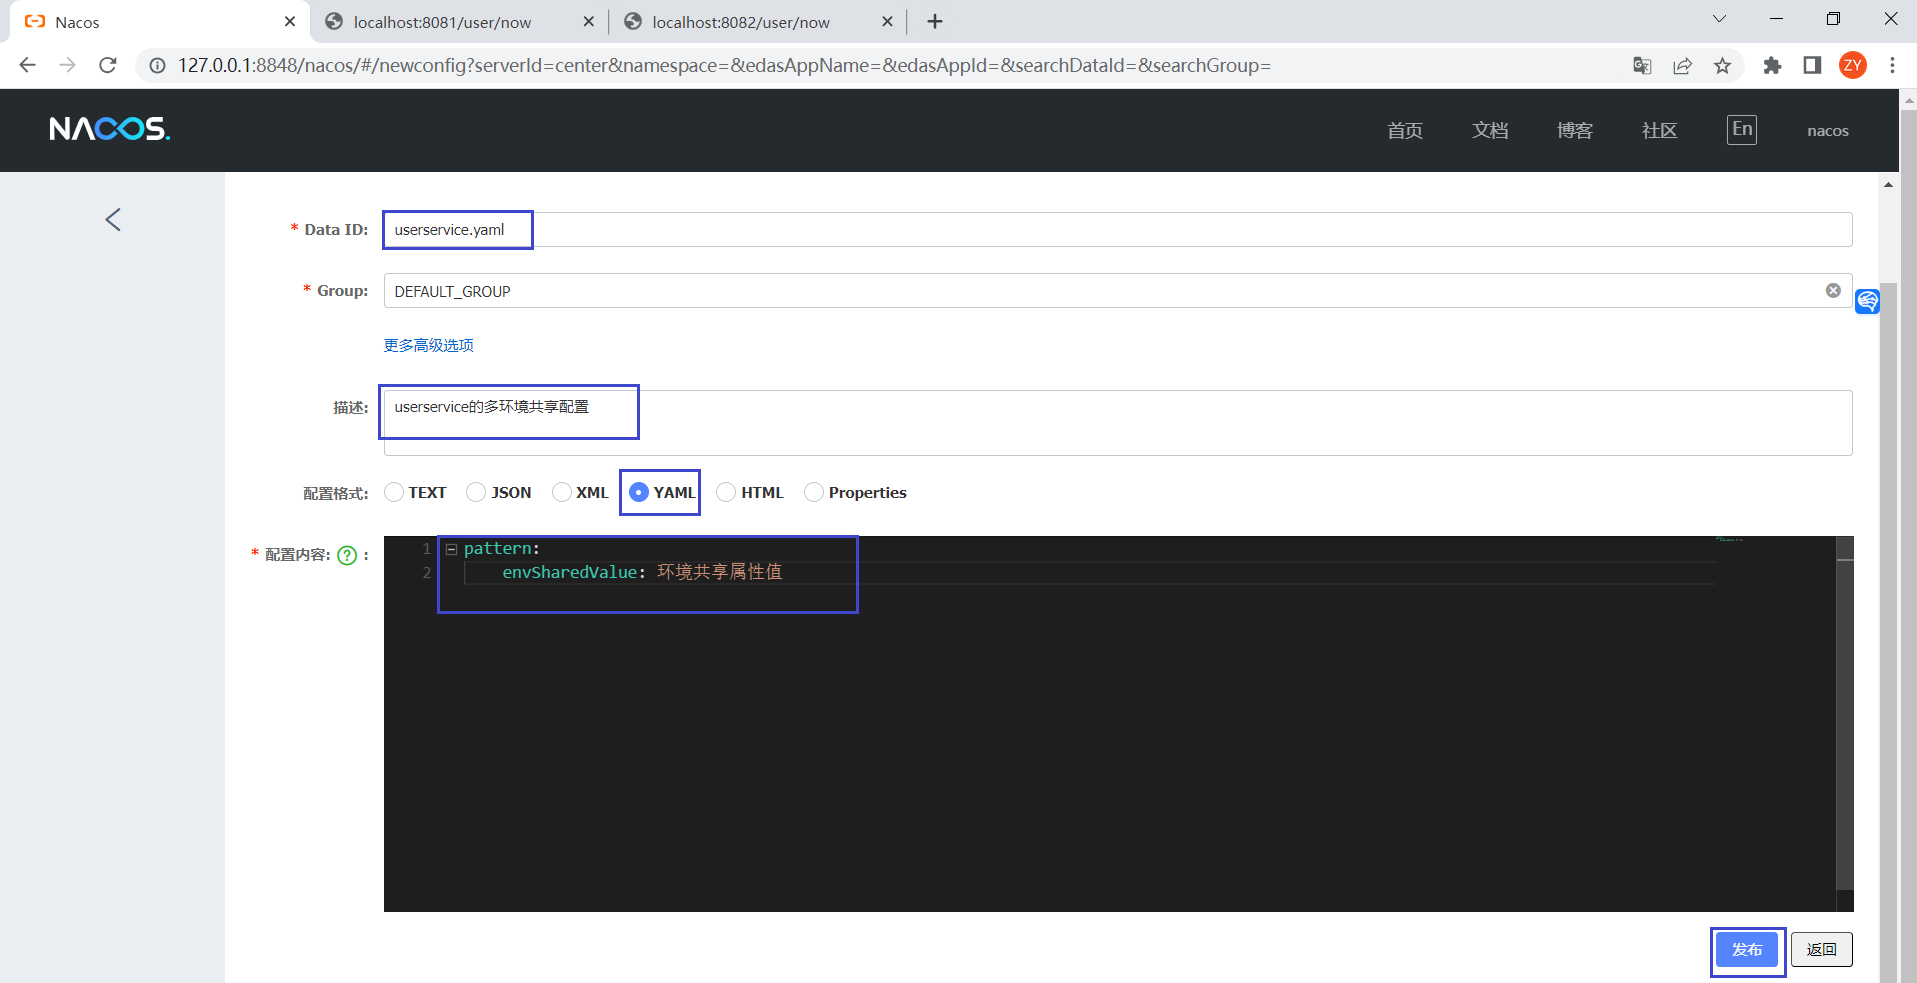 Nacos
localhost:8081/user/now
localhost:8082/user/now
127.0.0.1:8848/nacos/#/newconfig?serverId=center&namespace=&edasAppName=&edasAppId=&searchDataId=&searchGroup=
ZY
NACOS.
首页 文档 博客 社区 En nacos
* Data ID: userservice.yaml
* Group: DEFAULT_GROUP
更多高级选项
描述: userservice的多环境共享配置
配置格式: TEXT JSON XML YAML HTML Properties
* 配置内容: ? :
1 pattern:
2 envSharedValue: 环境共享属性值
发布 返回